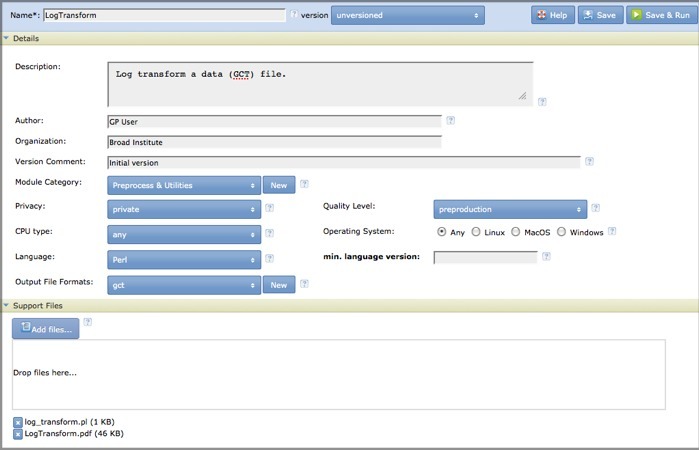 Name*: LogTransform ? version unversioned Help Save Save & Run
Details
Description: Log transform a data (GCT) file. ?
Author: GP User ?
Organization: Broad Institute
Version Comment: Initial version ?
Module Category: Preprocess & Utilities New ?
Privacy: private ? Quality Level: preproduction ?
CPU type: any ? Operating System: Any Linux MacOS Windows ?
Language: Perl ? min. language version: ?
Output File Formats: gct New ?
Support Files
Add files... ?
Drop files here...
x log_transform.pl (1 KB)
x LogTransform.pdf (46 KB)